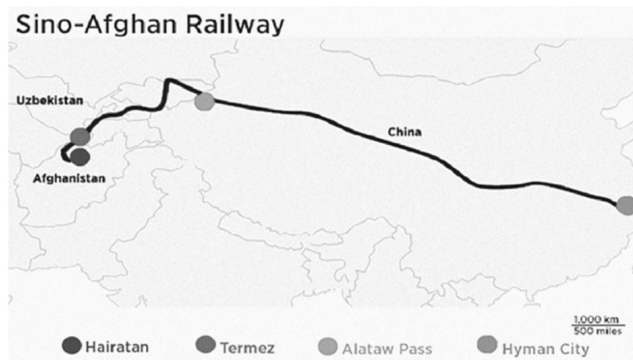 Sino-Afghan Railway
Uzbekistan
China
Afghanistan
1,000 km
500 miles
Hairatan
Termez
Alataw Pass
Hyman City